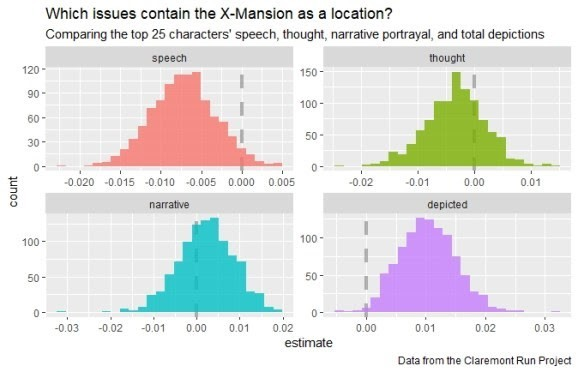 Which issues contain the X-Mansion as a location?
Comparing the top 25 characters' speech, thought, narrative portrayal, and total depictions
speech
thought
120
90
60
30
0
150
100
50
0
-0.020 -0.015 -0.010 -0.005 0.000 0.005
-0.02 -0.01 0.00 0.01
narrative
depicted
100
50
0
100
50
0
-0.03 -0.02 -0.01 0.00 0.01 0.02
0.00 0.01 0.02 0.03
count
estimate
Data from the Claremont Run Project